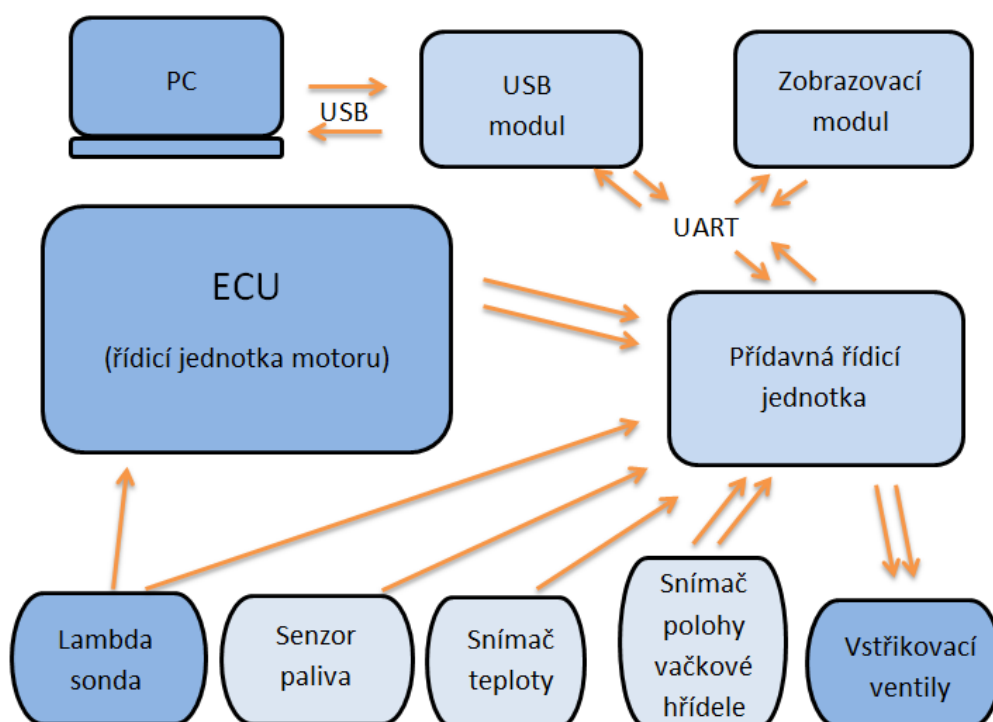 PC
USB
USB
modul
Zobrazovací
modul
UART
ECU
(řídicí jednotka motoru)
Přídavná řídicí
jednotka
Lambda
sonda
Senzor
paliva
Snímač
teploty
Snímač
polohy
vačkové
hřídele
Vstřikovací
ventily